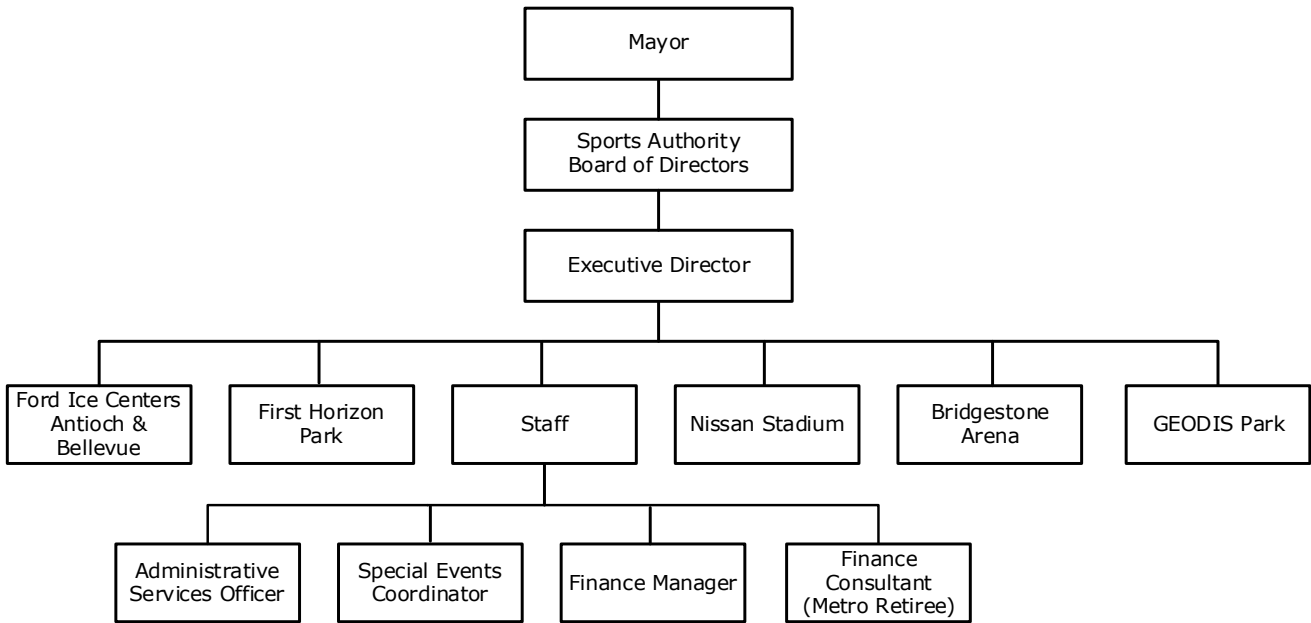 Mayor
Sports Authority
Board of Directors
Executive Director
Ford Ice Centers
Antioch &
Bellevue
First Horizon
Park
Staff
Nissan Stadium
Bridgestone
Arena
GEODIS Park
Administrative
Services Officer
Special Events
Coordinator
Finance Manager
Finance
Consultant
(Metro Retiree)